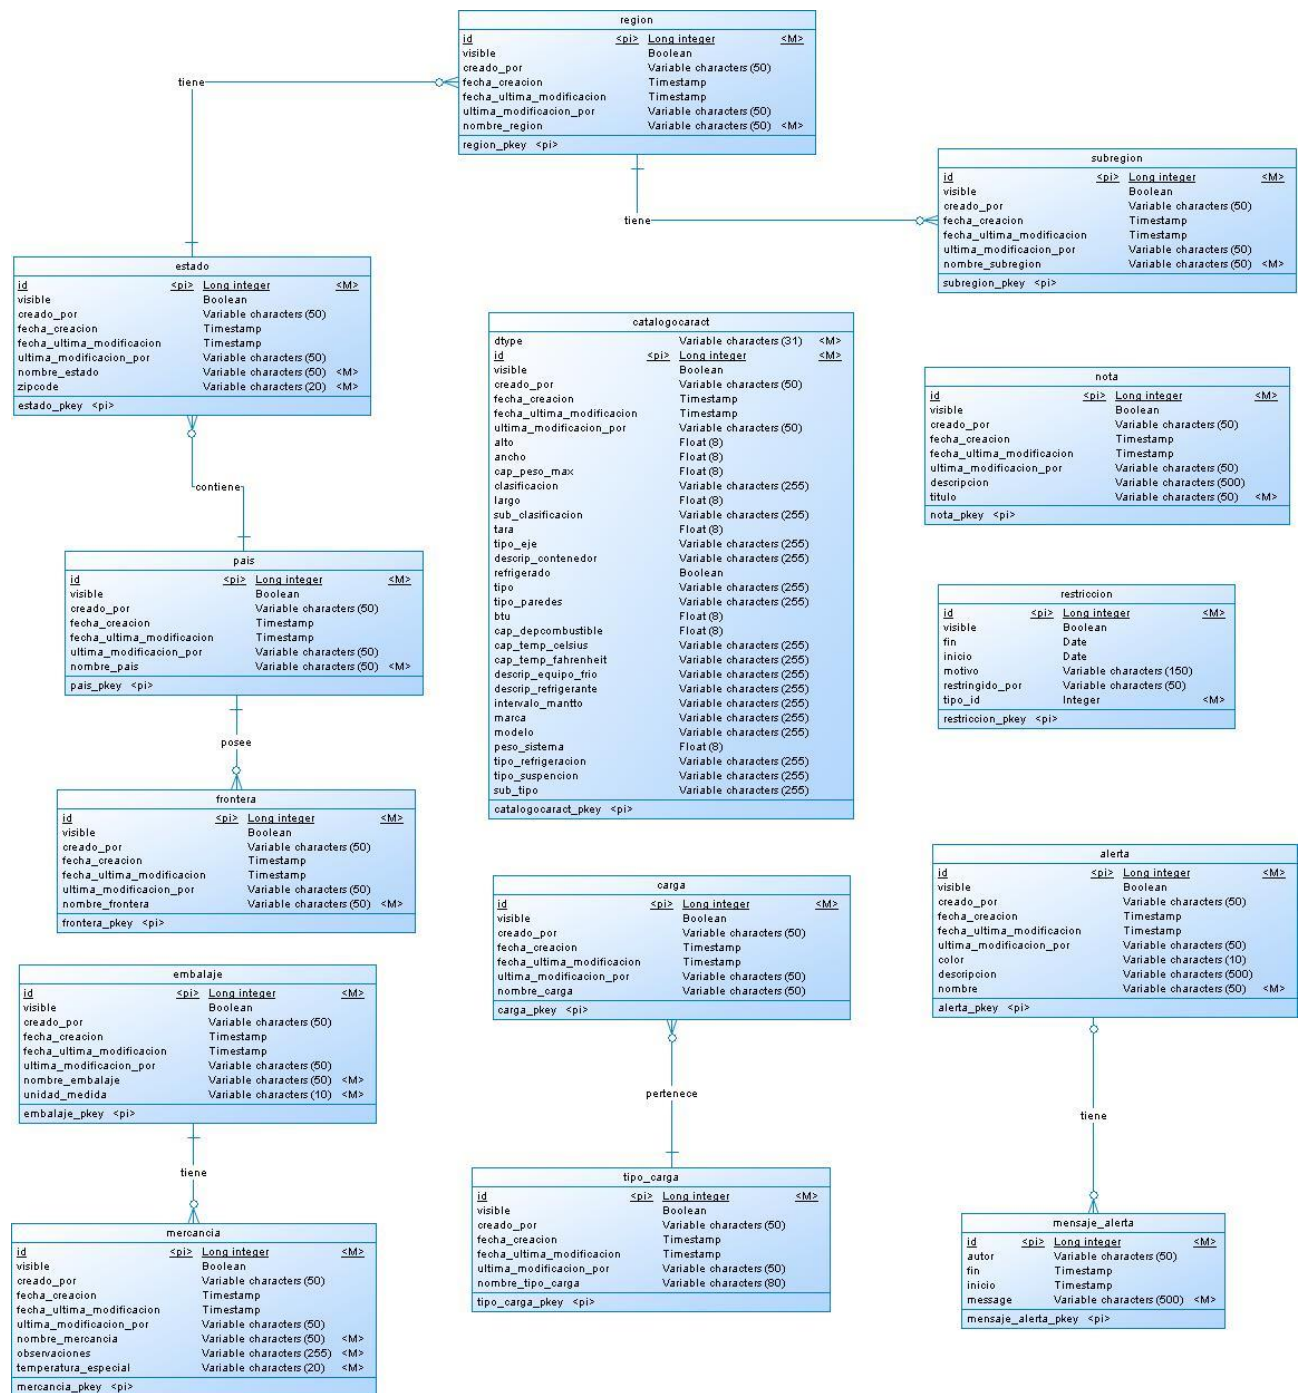 region
id <pi> Long integer <M>
visible Boolean
creado_por Variable characters (50)
fecha_creacion Timestamp
fecha_ultima_modificacion Timestamp
ultima_modificacion_por Variable characters (50)
nombre_region Variable characters (50) <M>
region_pkey <pi>
tiene
tiene
subregion
id <pi> Long integer <M>
visible Boolean
creado_por Variable characters (50)
fecha_creacion Timestamp
fecha_ultima_modificacion Timestamp
ultima_modificacion_por Variable characters (50)
nombre_subregion Variable characters (50) <M>
subregion_pkey <pi>
estado
id <pi> Long integer <M>
visible Boolean
creado_por Variable characters (50)
fecha_creacion Timestamp
fecha_ultima_modificacion Timestamp
ultima_modificacion_por Variable characters (50)
nombre_estado Variable characters (50) <M>
zipcode Variable characters (20) <M>
estado_pkey <pi>
contiene
catalogocaract
dtype Variable characters (31) <M>
id <pi> Long integer <M>
visible Boolean
creado_por Variable characters (50)
fecha_creacion Timestamp
fecha_ultima_modificacion Timestamp
ultima_modificacion_por Variable characters (50)
alto Float (8)
ancho Float (8)
cap_peso_max Float (8)
clasificacion Variable characters (255)
largo Float (8)
sub_clasificacion Variable characters (255)
tara Float (8)
tipo_eje Variable characters (255)
descrip_contenedor Variable characters (255)
refrigerado Boolean
tipo Variable characters (255)
tipo_paredes Variable characters (255)
btu Float (8)
cap_depcombustible Float (8)
cap_temp_celsius Variable characters (255)
cap_temp_fahrenheit Variable characters (255)
descrip_equipo_frio Variable characters (255)
descrip_refrigerante Variable characters (255)
intervalo_mantto Variable characters (255)
marca Variable characters (255)
modelo Variable characters (255)
peso_sistema Float (8)
tipo_refrigeracion Variable characters (255)
tipo_suspencion Variable characters (255)
sub_tipo Variable characters (255)
catalogocaract_pkey <pi>
nota
id <pi> Long integer <M>
visible Boolean
creado_por Variable characters (50)
fecha_creacion Timestamp
fecha_ultima_modificacion Timestamp
ultima_modificacion_por Variable characters (50)
descripcion Variable characters (500)
titulo Variable characters (50) <M>
nota_pkey <pi>
pais
id <pi> Long integer <M>
visible Boolean
creado_por Variable characters (50)
fecha_creacion Timestamp
fecha_ultima_modificacion Timestamp
ultima_modificacion_por Variable characters (50)
nombre_pais Variable characters (50) <M>
pais_pkey <pi>
posee
restriccion
id <pi> Long integer <M>
visible Boolean
fin Date
inicio Date
motivo Variable characters (150)
restringido_por Variable characters (50)
tipo_id Integer <M>
restriccion_pkey <pi>
frontera
id <pi> Long integer <M>
visible Boolean
creado_por Variable characters (50)
fecha_creacion Timestamp
fecha_ultima_modificacion Timestamp
ultima_modificacion_por Variable characters (50)
nombre_frontera Variable characters (50) <M>
frontera_pkey <pi>
carga
id <pi> Long integer <M>
visible Boolean
creado_por Variable characters (50)
fecha_creacion Timestamp
fecha_ultima_modificacion Timestamp
ultima_modificacion_por Variable characters (50)
nombre_carga Variable characters (50)
carga_pkey <pi>
pertenece
alerta
id <pi> Long integer <M>
visible Boolean
creado_por Variable characters (50)
fecha_creacion Timestamp
fecha_ultima_modificacion Timestamp
ultima_modificacion_por Variable characters (50)
color Variable characters (10)
descripcion Variable characters (500)
nombre Variable characters (50) <M>
alerta_pkey <pi>
tiene
embalaje
id <pi> Long integer <M>
visible Boolean
creado_por Variable characters (50)
fecha_creacion Timestamp
fecha_ultima_modificacion Timestamp
ultima_modificacion_por Variable characters (50)
nombre_embalaje Variable characters (50) <M>
unidad_medida Variable characters (10) <M>
embalaje_pkey <pi>
tiene
tipo_carga
id <pi> Long integer <M>
visible Boolean
creado_por Variable characters (50)
fecha_creacion Timestamp
fecha_ultima_modificacion Timestamp
ultima_modificacion_por Variable characters (50)
nombre_tipo_carga Variable characters (80)
tipo_carga_pkey <pi>
mensaje_alerta
id <pi> Long integer <M>
autor Variable characters (50)
fin Timestamp
inicio Timestamp
message Variable characters (500) <M>
mensaje_alerta_pkey <pi>
mercancia
id <pi> Long integer <M>
visible Boolean
creado_por Variable characters (50)
fecha_creacion Timestamp
fecha_ultima_modificacion Timestamp
ultima_modificacion_por Variable characters (50)
nombre_mercancia Variable characters (50) <M>
observaciones Variable characters (255) <M>
temperatura_especial Variable characters (20) <M>
mercancia_pkey <pi>